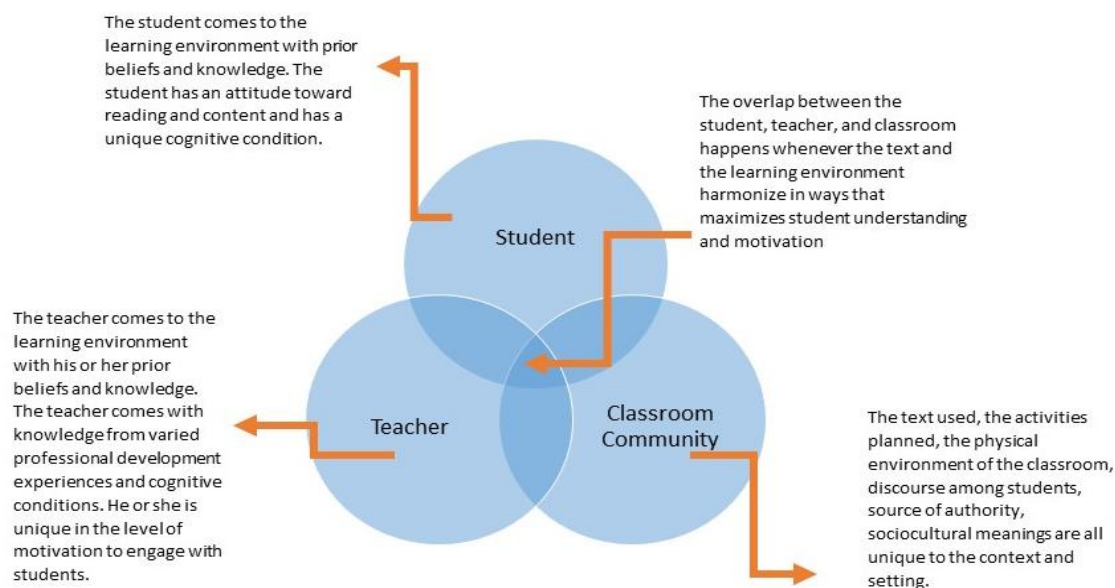 The student comes to the
learning environment with prior
beliefs and knowledge. The
student has an attitude toward
reading and content and has a
unique cognitive condition.
The overlap between the
student, teacher, and classroom
happens whenever the text and
the learning environment
harmonize in ways that
maximizes student understanding
and motivation
Student
The teacher comes to the
learning environment
with his or her prior
beliefs and knowledge.
The teacher comes with
knowledge from varied
professional development
experiences and cognitive
conditions. He or she is
unique in the level of
motivation to engage with
students.
Teacher
Classroom
Community
The text used, the activities
planned, the physical
environment of the classroom,
discourse among students,
source of authority,
sociocultural meanings are all
unique to the context and
setting.